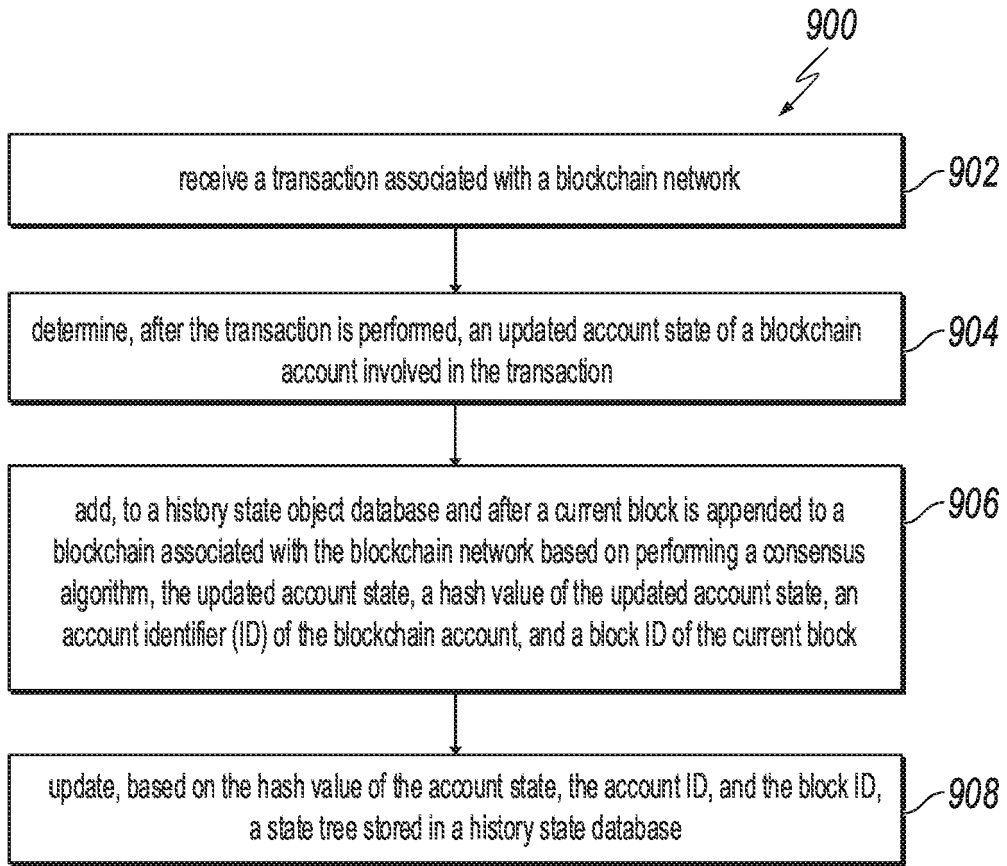 900
receive a transaction associated with a blockchain network
902
determine, after the transaction is performed, an updated account state of a blockchain
account involved in the transaction
904
add, to a history state object database and after a current block is appended to a
blockchain associated with the blockchain network based on performing a consensus
algorithm, the updated account state, a hash value of the updated account state, an
account identifier (ID) of the blockchain account, and a block ID of the current block
906
update, based on the hash value of the account state, the account ID, and the block ID,
a state tree stored in a history state database
908